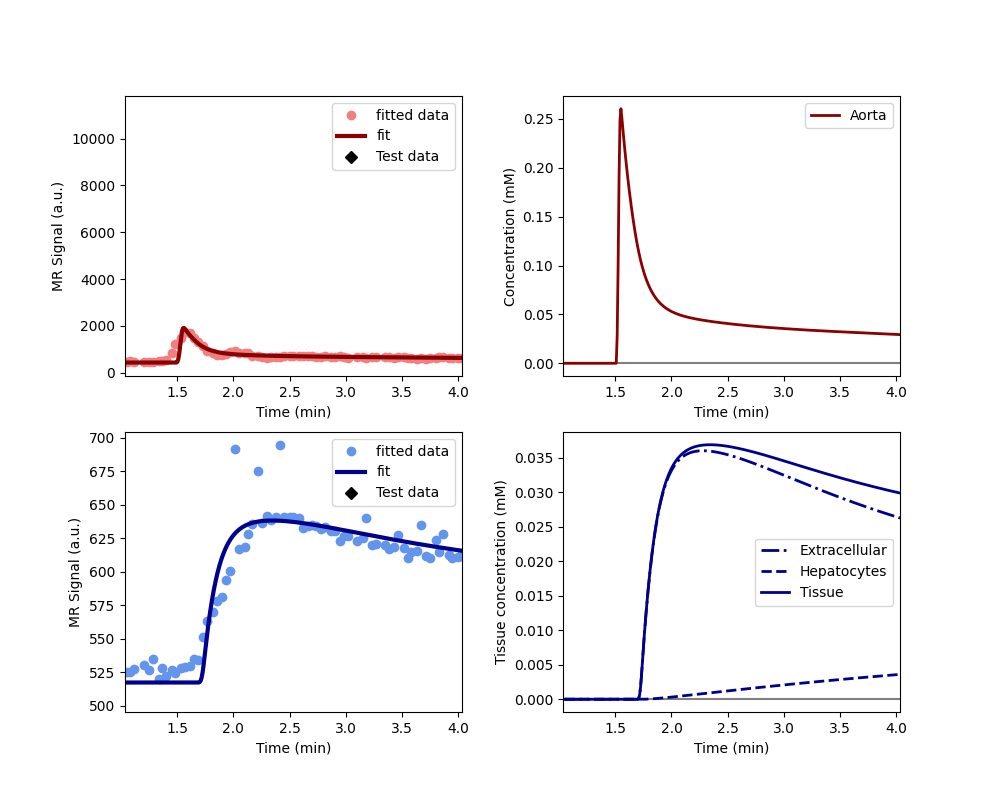 10000
8000
6000
4000
2000
0
MR Signal (a.u.)
fitted data
fit
Test data
1.5 2.0 2.5 3.0 3.5 4.0
Time (min)
0.25
0.20
0.15
0.10
0.05
0.00
Concentration (mM)
Aorta
1.5 2.0 2.5 3.0 3.5 4.0
Time (min)
700
675
650
625
600
575
550
525
500
MR Signal (a.u.)
fitted data
fit
Test data
1.5 2.0 2.5 3.0 3.5 4.0
Time (min)
0.035
0.030
0.025
0.020
0.015
0.010
0.005
0.000
Tissue concentration (mM)
Extracellular
Hepatocytes
Tissue
1.5 2.0 2.5 3.0 3.5 4.0
Time (min)